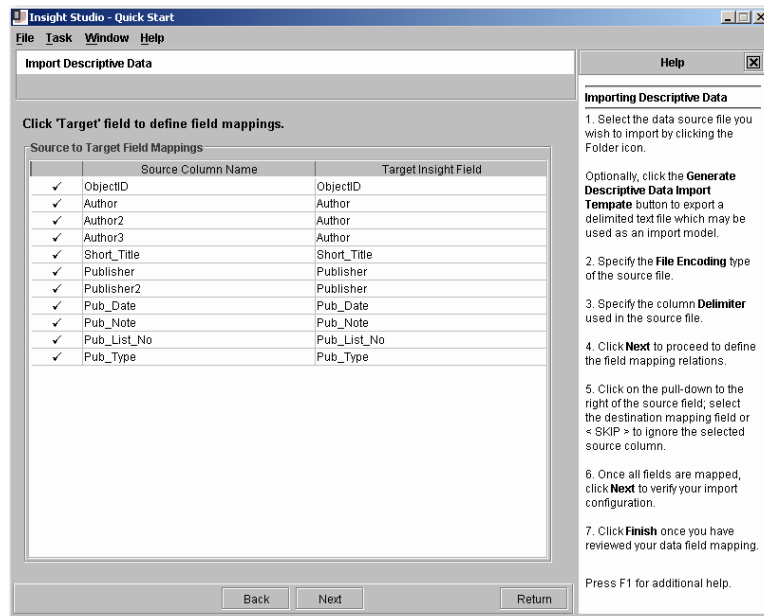 Insight Studio - Quick Start
File Task Window Help
Import Descriptive Data
Click 'Target' field to define field mappings.
Source to Target Field Mappings
Source Column Name Target Insight Field
✓ ObjectID ObjectID
✓ Author Author
✓ Author2 Author
✓ Author3 Author
✓ Short_Title Short_Title
✓ Publisher Publisher
✓ Publisher2 Publisher
✓ Pub_Date Pub_Date
✓ Pub_Note Pub_Note
✓ Pub_List_No Pub_List_No
✓ Pub_Type Pub_Type
Back Next Return
Help
Importing Descriptive Data
1. Select the data source file you
wish to import by clicking the
Folder icon.
Optionally, click the Generate
Descriptive Data Import
Tempate button to export a
delimited text file which may be
used as an import model.
2. Specify the File Encoding type
of the source file.
3. Specify the column Delimiter
used in the source file.
4. Click Next to proceed to define
the field mapping relations.
5. Click on the pull-down to the
right of the source field; select
the destination mapping field or
< SKIP > to ignore the selected
source column.
6. Once all fields are mapped,
click Next to verify your import
configuration.
7. Click Finish once you have
reviewed your data field mapping.
Press F1 for additional help.